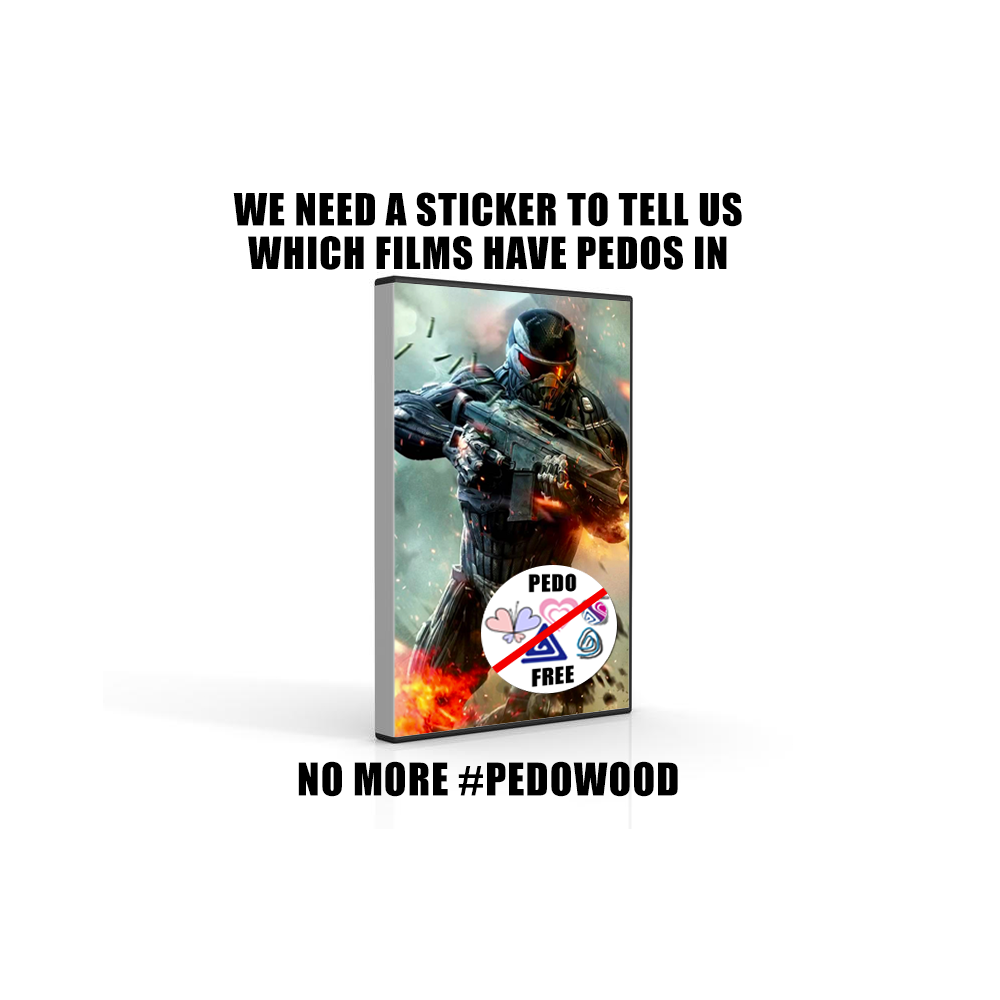 WE NEED A STICKER TO TELL US
WHICH FILMS HAVE PEDOS IN
PEDO
FREE
NO MORE #PEDOWOOD